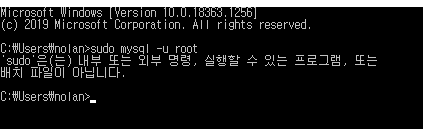 Microsoft Windows [Version 10.0.18363.1256]
(c) 2019 Microsoft Corporation. All rights reserved.
C:₩Users₩nolan>sudo mysql -u root
'sudo'은(는) 내부 또는 외부 명령, 실행할 수 있는 프로그램, 또는
배치 파일이 아닙니다.
C:₩Users₩nolan>